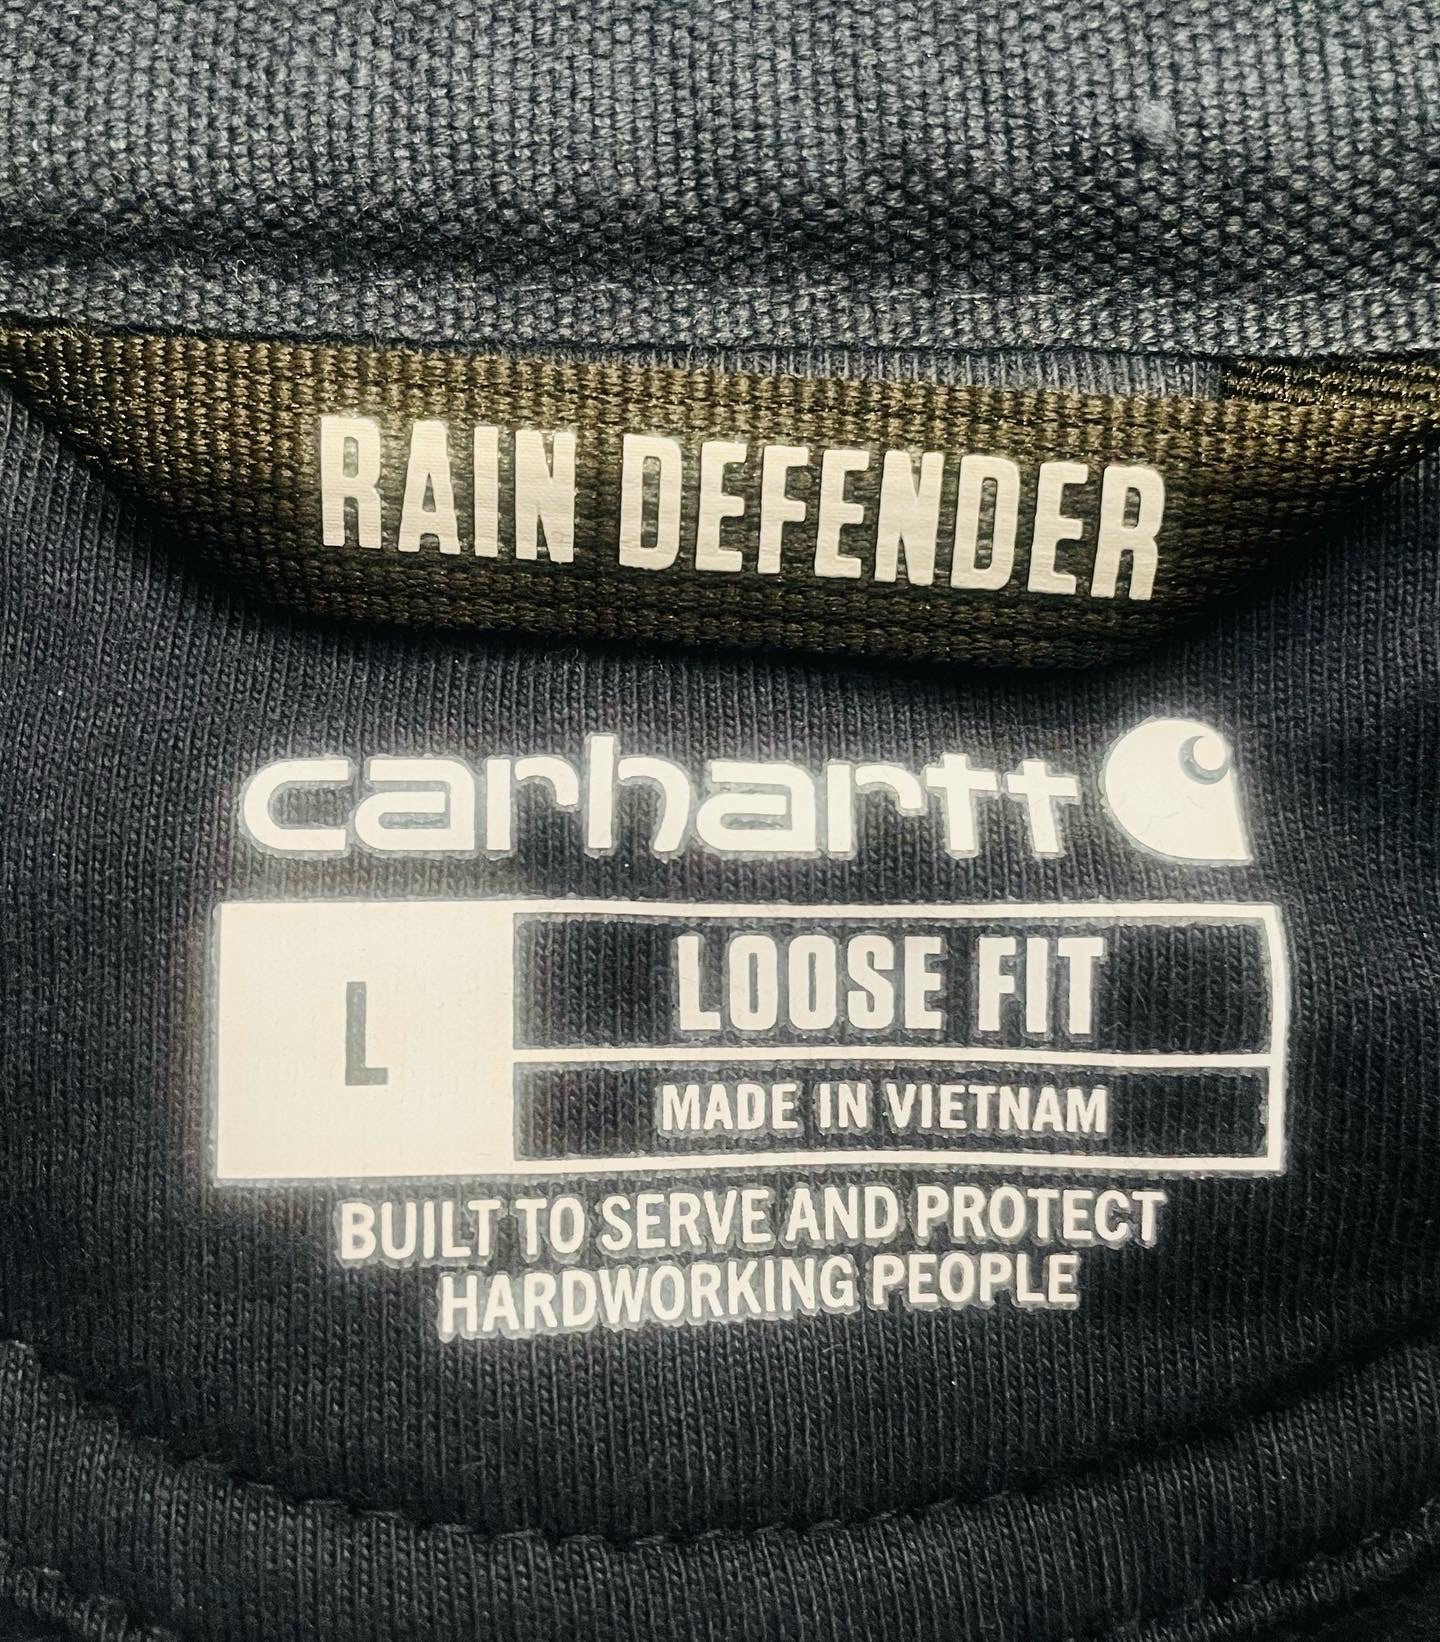 RAIN DEFENDER
carhartt
L
LOOSE FIT
MADE IN VIETNAM
BUILT TO SERVE AND PROTECT
HARDWORKING PEOPLE